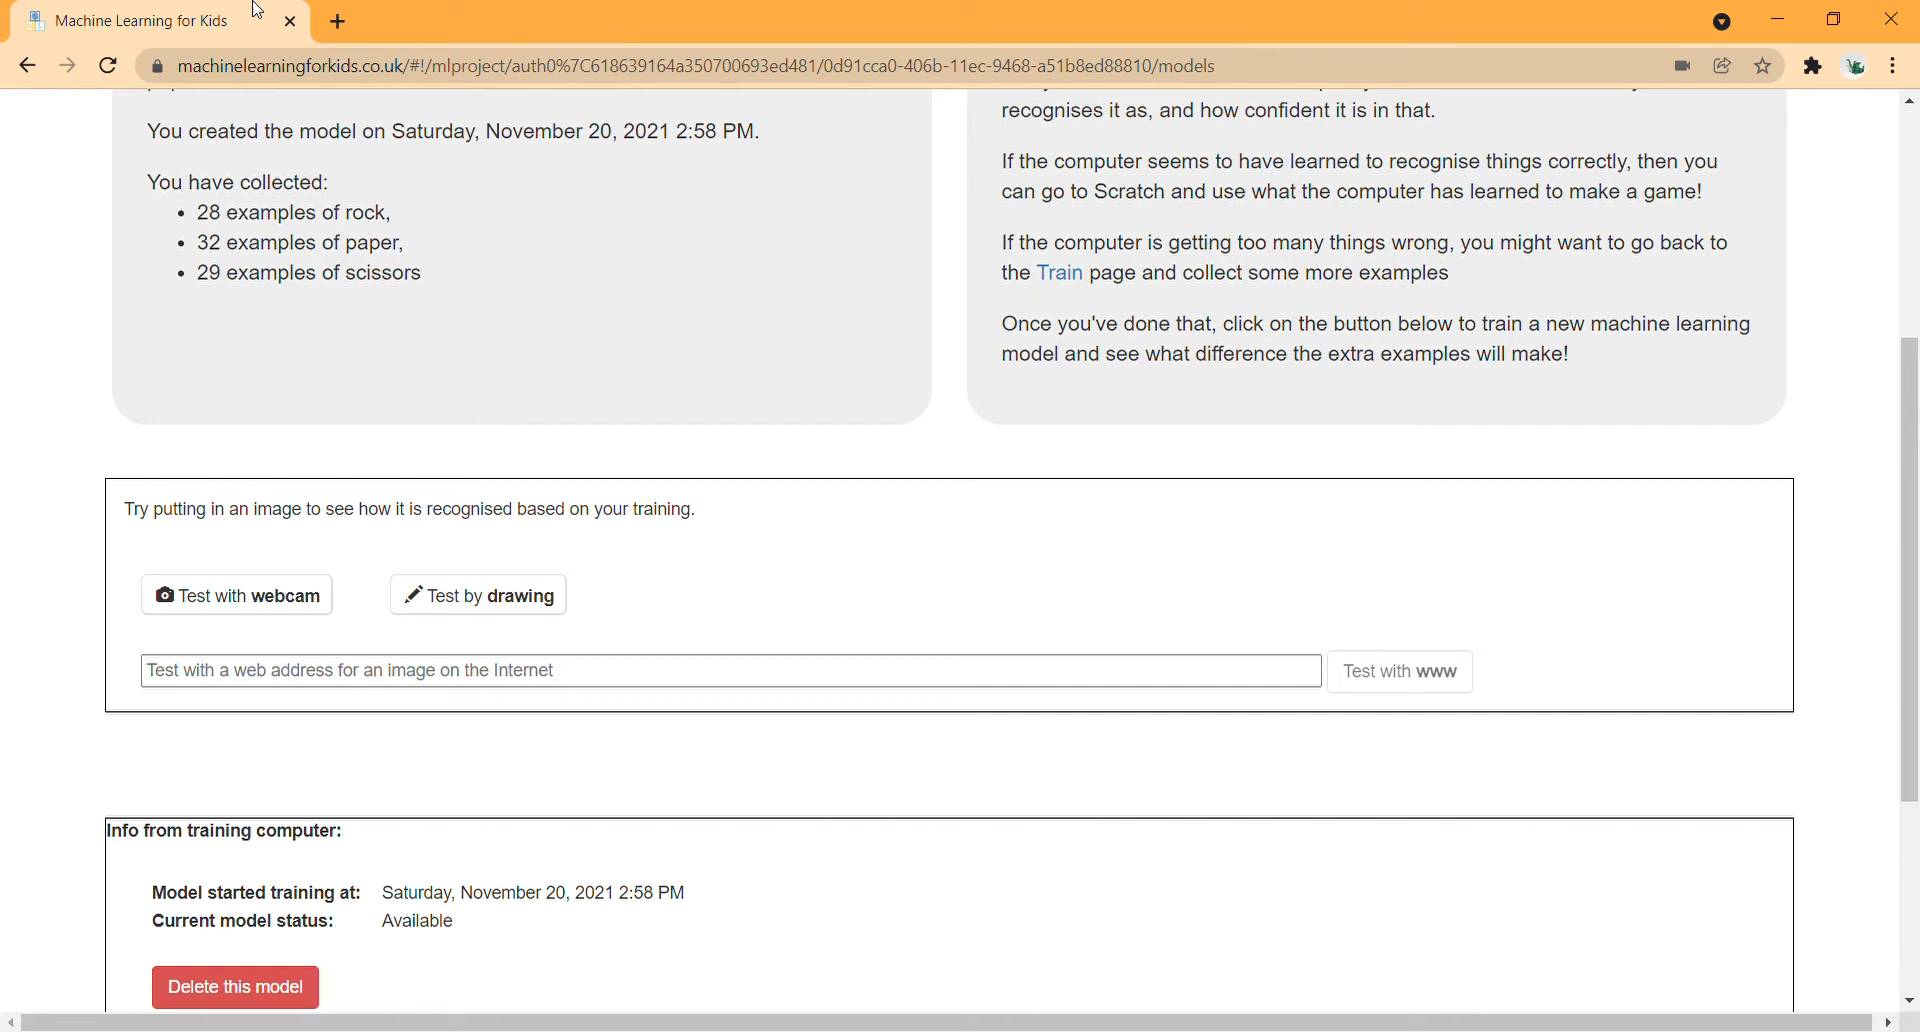 Machine Learning for Kids
machinelearningforkids.co.uk/#!/mlproject/auth0%7C618639164a350700693ed481/0d91cca0-406b-11ec-9468-a51b8ed88810/models
You created the model on Saturday, November 20, 2021 2:58 PM.
You have collected:
• 28 examples of rock,
• 32 examples of paper,
• 29 examples of scissors
recognises it as, and how confident it is in that.
If the computer seems to have learned to recognise things correctly, then you
can go to Scratch and use what the computer has learned to make a game!
If the computer is getting too many things wrong, you might want to go back to
the Train page and collect some more examples
Once you've done that, click on the button below to train a new machine learning
model and see what difference the extra examples will make!
Try putting in an image to see how it is recognised based on your training.
Test with webcam
Test by drawing
Test with a web address for an image on the Internet
Test with www
Info from training computer:
Model started training at: Saturday, November 20, 2021 2:58 PM
Current model status: Available
Delete this model